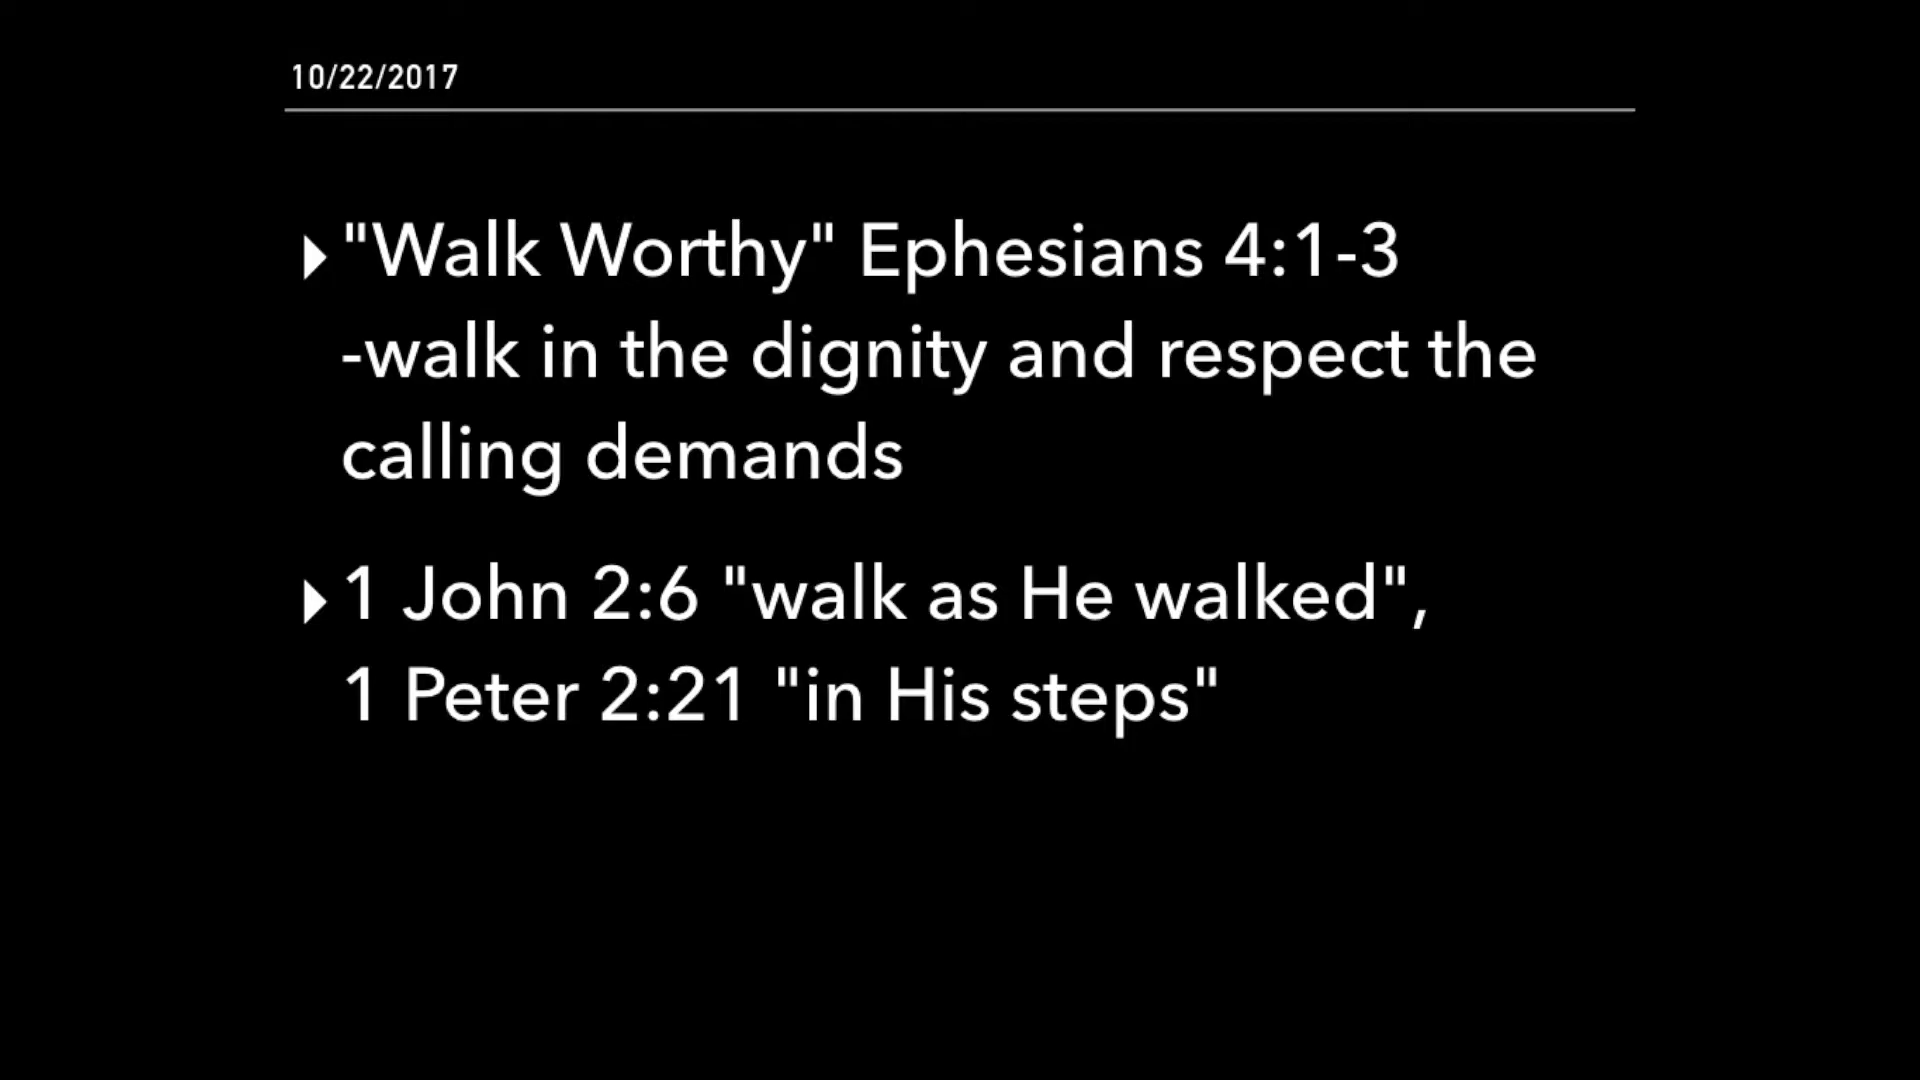 10/22/2017
"Walk Worthy" Ephesians 4:1-3
-walk in the dignity and respect the
calling demands
1 John 2:6 "walk as He walked",
1 Peter 2:21 "in His steps"